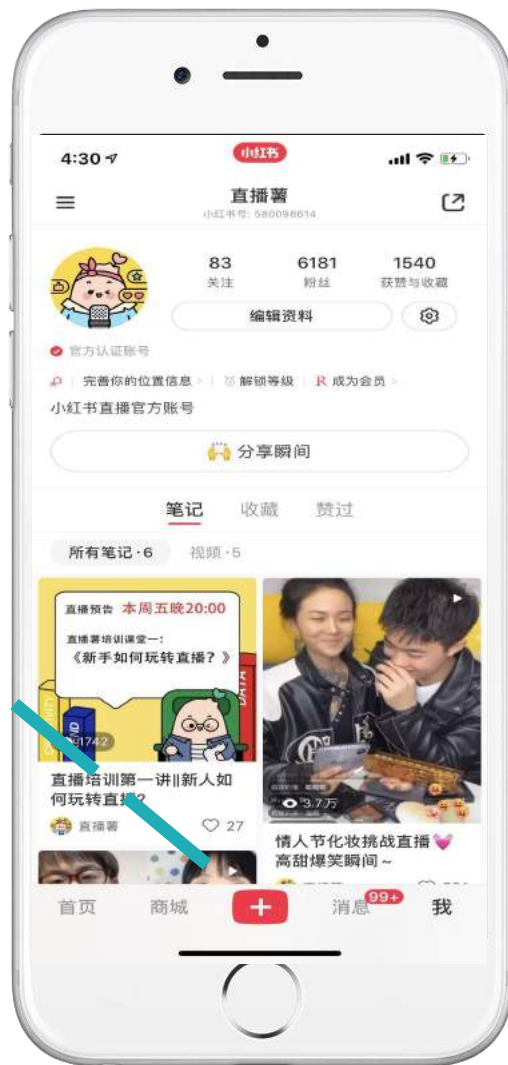 4:30
小红书
直播薯
小红书号: 580098614
83
6181
1540
关注
粉丝
获赞与收藏
编辑资料
官方认证账号
完善你的位置信息 >
解锁等级
R 成为会员 >
小红书直播官方账号
🙌 分享瞬间
笔记
收藏
赞过
所有笔记·6
视频·5
直播预告 本周五晚20:00
直播薯培训课堂一:
《新手如何玩转直播?》
DATA
1742
3.7万
直播培训第一讲||新人如
何玩转直播?
直播薯
27
情人节化妆挑战直播💓
高甜爆笑瞬间~
首页
商城
消息
99+
我